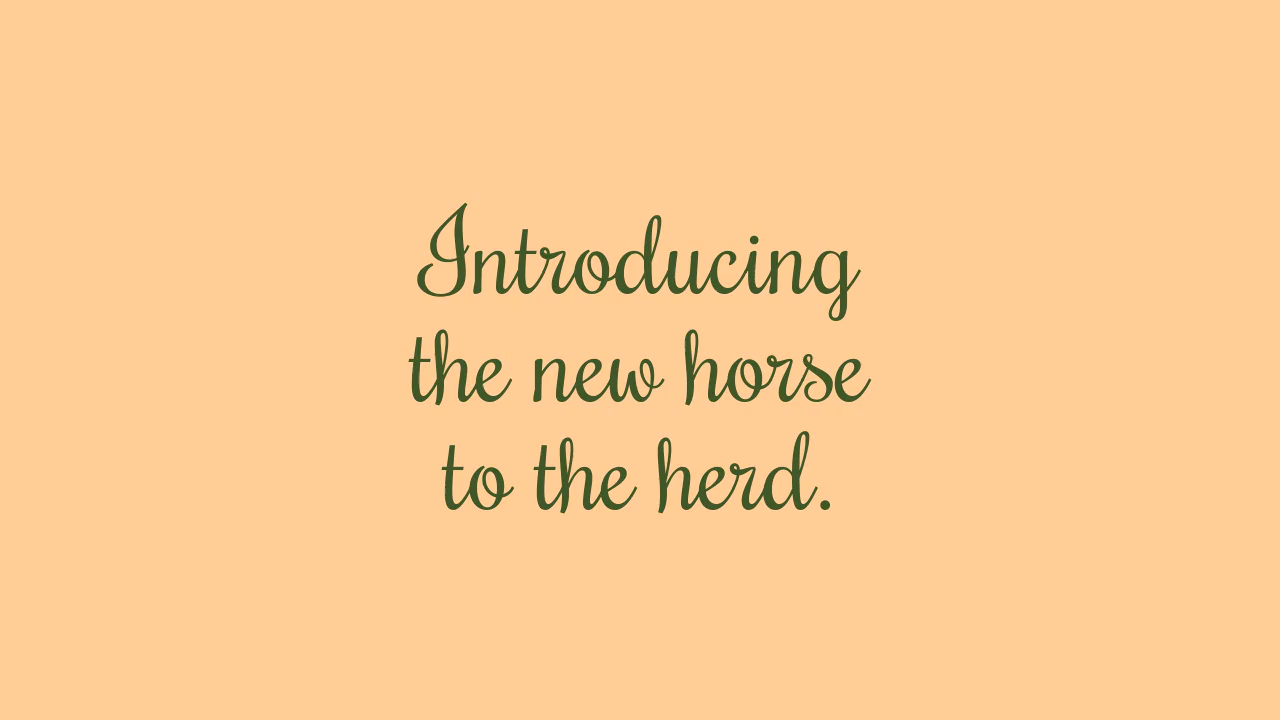 Introducing
the new horse
to the herd.